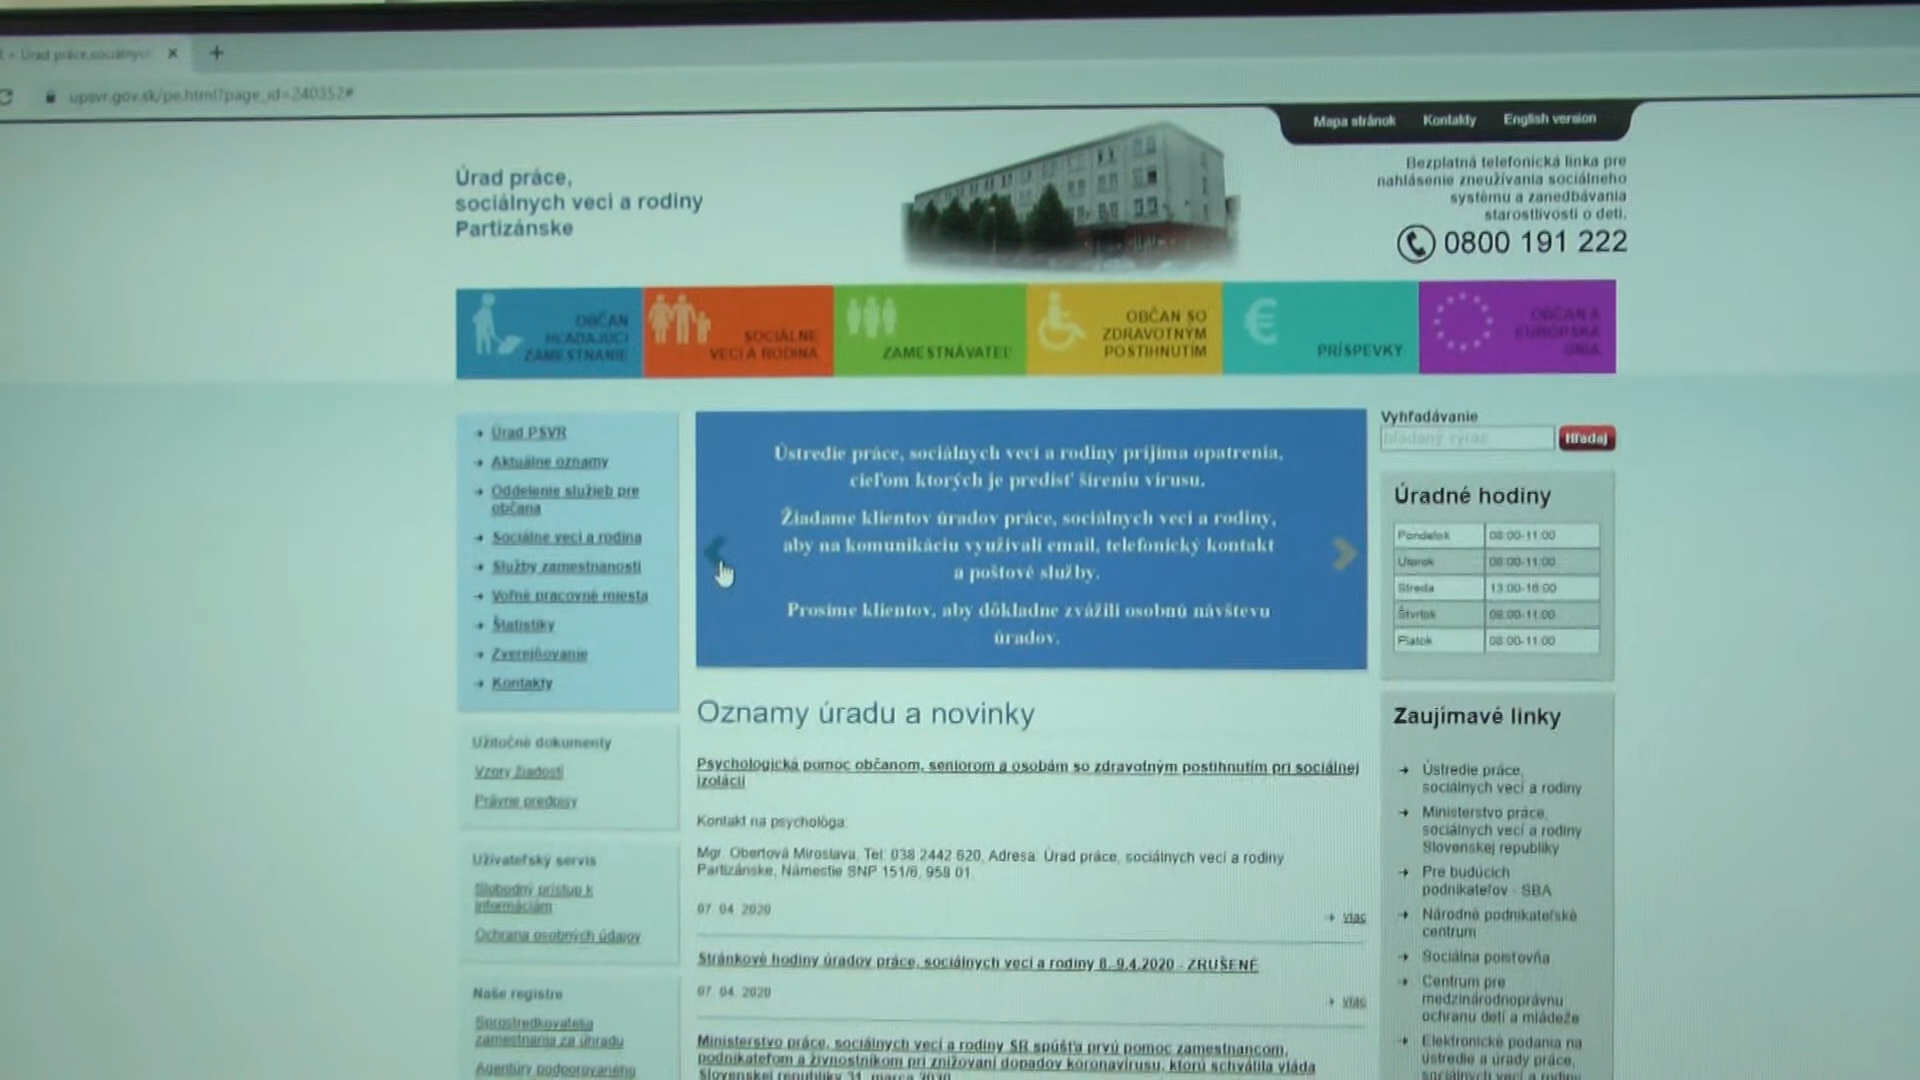 Úrad práce sociálnych
upsvr.gov.sk/pe.html?page_id=240352#
Mapa stránok Kontakty English version
Úrad práce,
sociálnych vecí a rodiny
Partizánske
Bezplatná telefonická linka pre
nahlásenie zneužívania sociálneho
systému a zanedbávania
starostlivosti o deti.
0800 191 222
OBČAN
HĽADAJÚCI
ZAMESTNANIE
SOCIÁLNE
VECI A RODINA
ZAMESTNÁVATEĽ
OBČAN SO
ZDRAVOTNÝM
POSTIHNUTÍM
PRÍSPEVKY
OBČAN A
EURÓPSKA
ÚNIA
Úrad PSVR
Aktuálne oznamy
Oddelenie služieb pre
občana
Sociálne veci a rodina
Služby zamestnanosti
Voľné pracovné miesta
Štatistiky
Zverejňovanie
Kontakty
Užitočné dokumenty
Vzory žiadostí
Právne predpisy
Užívateľský servis
Slobodný prístup k
informáciám
Ochrana osobných údajov
Naše registre
Sprostredkovatelia
zamestnania za úhradu
Agentúry podporovaného
Ústredie práce, sociálnych vecí a rodiny prijíma opatrenia,
cieľom ktorých je predísť šíreniu vírusu.
Žiadame klientov úradov práce, sociálnych vecí a rodiny,
aby na komunikáciu využívali email, telefonický kontakt
a poštové služby.
Prosíme klientov, aby dôkladne zvážili osobnú návštevu
úradov.
Oznamy úradu a novinky
Psychologická pomoc občanom, seniorom a osobám so zdravotným postihnutím pri sociálnej
izolácii
Kontakt na psychológa:
Mgr. Obertová Miroslava, Tel: 038 2442 620, Adresa: Úrad práce, sociálnych vecí a rodiny
Partizánske, Námestie SNP 151/6, 958 01
07. 04. 2020
viac
Stránkové hodiny úradov práce, sociálnych vecí a rodiny 8.-9.4.2020 - ZRUŠENÉ
07. 04. 2020
viac
Ministerstvo práce, sociálnych vecí a rodiny SR spúšťa prvú pomoc zamestnancom,
podnikateľom a živnostníkom pri znižovaní dopadov koronavírusu, ktorú schválila vláda
Slovenskej republiky 31. marca 2020
Vyhľadávanie
hľadaný výraz
Hľadaj
Úradné hodiny
Pondelok 08:00-11:00
Utorok 08:00-11:00
Streda 13:00-16:00
Štvrtok 08:00-11:00
Piatok 08:00-11:00
Zaujímavé linky
Ústredie práce,
sociálnych vecí a rodiny
Ministerstvo práce,
sociálnych vecí a rodiny
Slovenskej republiky
Pre budúcich
podnikateľov - SBA
Národné podnikateľské
centrum
Sociálna poisťovňa
Centrum pre
medzinárodnoprávnu
ochranu detí a mládeže
Elektronické podania na
ústredie a úrady práce,
sociálnych vecí a rodiny